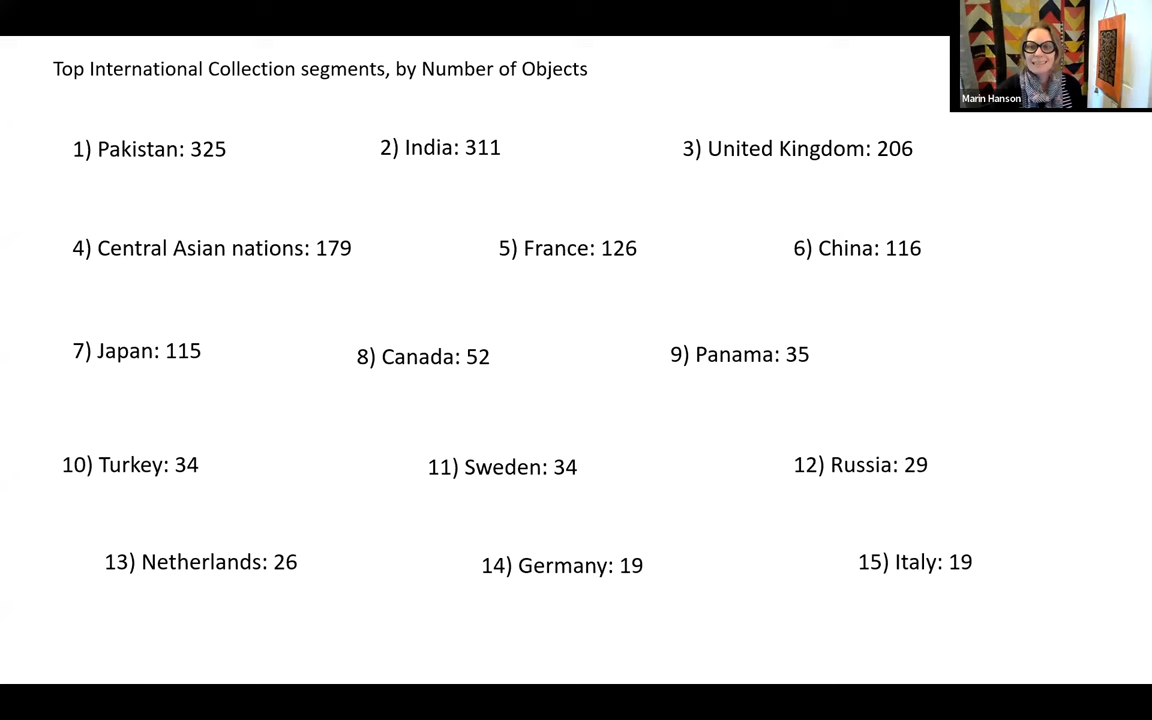 Top International Collection segments, by Number of Objects
Marin Hanson
1) Pakistan: 325
2) India: 311
3) United Kingdom: 206
4) Central Asian nations: 179
5) France: 126
6) China: 116
7) Japan: 115
8) Canada: 52
9) Panama: 35
10) Turkey: 34
11) Sweden: 34
12) Russia: 29
13) Netherlands: 26
14) Germany: 19
15) Italy: 19